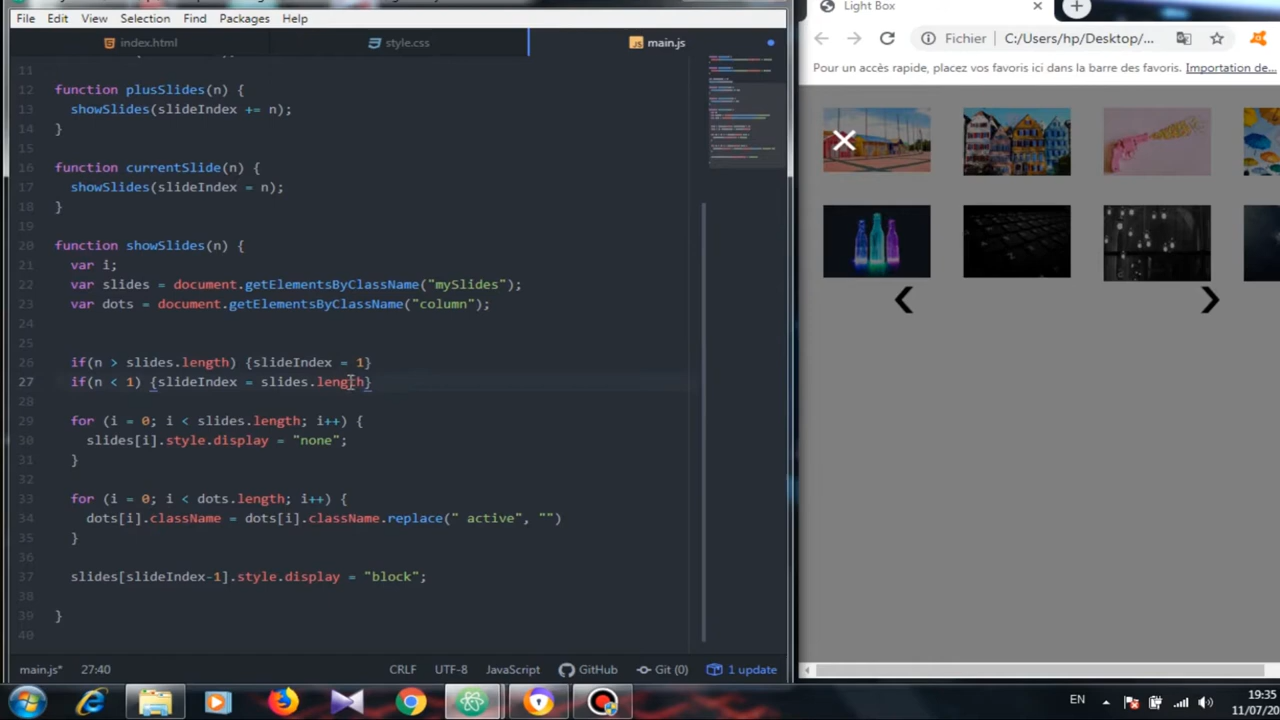 File Edit View Selection Find Packages Help
index.html style.css main.js
11
12 function plusSlides(n) {
13 showSlides(slideIndex += n);
14 }
15
16 function currentSlide(n) {
17 showSlides(slideIndex = n);
18 }
19
20 function showSlides(n) {
21 var i;
22 var slides = document.getElementsByClassName("mySlides");
23 var dots = document.getElementsByClassName("column");
24
25
26 if(n > slides.length) {slideIndex = 1}
27 if(n < 1) {slideIndex = slides.length}
28
29 for (i = 0; i < slides.length; i++) {
30 slides[i].style.display = "none";
31 }
32
33 for (i = 0; i < dots.length; i++) {
34 dots[i].className = dots[i].className.replace(" active", "")
35 }
36
37 slides[slideIndex-1].style.display = "block";
38
39 }
40
main.js* 27:40 CRLF UTF-8 JavaScript GitHub Git (0) 1 update
Light Box
Fichier C:/Users/hp/Desktop/...
Pour un accès rapide, placez vos favoris ici dans la barre des favoris. Importation de...
EN 19:35
11/07/20